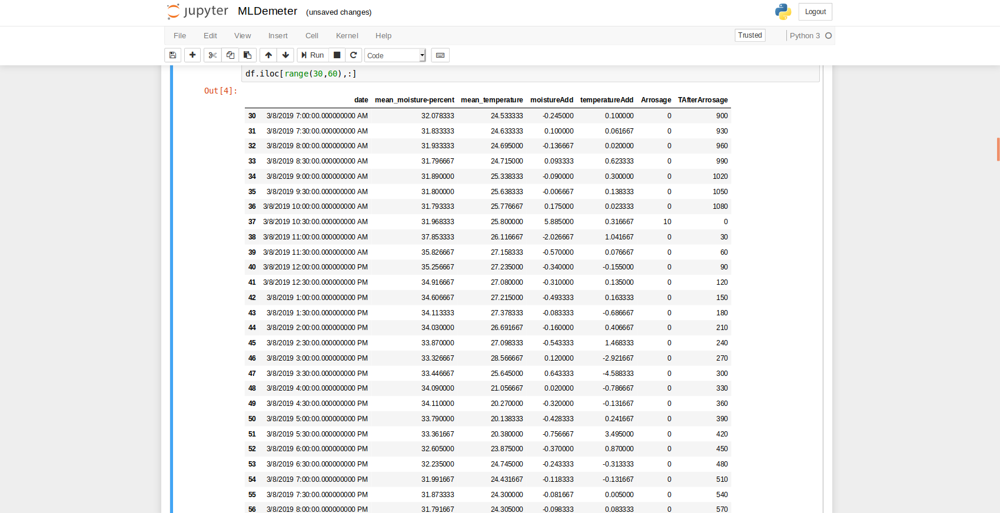 jupyter MLDemeter (unsaved changes) Logout
File Edit View Insert Cell Kernel Help Trusted Python 3
Run Code
df.iloc[range(30,60),:]
Out[4]:
date mean_moisture-percent mean_temperature moistureAdd temperatureAdd Arrosage TAfterArrosage
30 3/8/2019 7:00:00.000000000 AM 32.078333 24.533333 -0.245000 0.100000 0 900
31 3/8/2019 7:30:00.000000000 AM 31.833333 24.633333 0.100000 0.061667 0 930
32 3/8/2019 8:00:00.000000000 AM 31.933333 24.695000 -0.136667 0.020000 0 960
33 3/8/2019 8:30:00.000000000 AM 31.796667 24.715000 0.093333 0.623333 0 990
34 3/8/2019 9:00:00.000000000 AM 31.890000 25.338333 -0.090000 0.300000 0 1020
35 3/8/2019 9:30:00.000000000 AM 31.800000 25.638333 -0.006667 0.138333 0 1050
36 3/8/2019 10:00:00.000000000 AM 31.793333 25.776667 0.175000 0.023333 0 1080
37 3/8/2019 10:30:00.000000000 AM 31.968333 25.800000 5.885000 0.316667 10 0
38 3/8/2019 11:00:00.000000000 AM 37.853333 26.116667 -2.026667 1.041667 0 30
39 3/8/2019 11:30:00.000000000 AM 35.826667 27.158333 -0.570000 0.076667 0 60
40 3/8/2019 12:00:00.000000000 PM 35.256667 27.235000 -0.340000 -0.155000 0 90
41 3/8/2019 12:30:00.000000000 PM 34.916667 27.080000 -0.310000 0.135000 0 120
42 3/8/2019 1:00:00.000000000 PM 34.606667 27.215000 -0.493333 0.163333 0 150
43 3/8/2019 1:30:00.000000000 PM 34.113333 27.378333 -0.083333 -0.686667 0 180
44 3/8/2019 2:00:00.000000000 PM 34.030000 26.691667 -0.160000 0.406667 0 210
45 3/8/2019 2:30:00.000000000 PM 33.870000 27.098333 -0.543333 1.468333 0 240
46 3/8/2019 3:00:00.000000000 PM 33.326667 28.566667 0.120000 -2.921667 0 270
47 3/8/2019 3:30:00.000000000 PM 33.446667 25.645000 0.643333 -4.588333 0 300
48 3/8/2019 4:00:00.000000000 PM 34.090000 21.056667 0.020000 -0.786667 0 330
49 3/8/2019 4:30:00.000000000 PM 34.110000 20.270000 -0.320000 -0.131667 0 360
50 3/8/2019 5:00:00.000000000 PM 33.790000 20.138333 -0.428333 0.241667 0 390
51 3/8/2019 5:30:00.000000000 PM 33.361667 20.380000 -0.756667 3.495000 0 420
52 3/8/2019 6:00:00.000000000 PM 32.605000 23.875000 -0.370000 0.870000 0 450
53 3/8/2019 6:30:00.000000000 PM 32.235000 24.745000 -0.243333 -0.313333 0 480
54 3/8/2019 7:00:00.000000000 PM 31.991667 24.431667 -0.118333 -0.131667 0 510
55 3/8/2019 7:30:00.000000000 PM 31.873333 24.300000 -0.081667 0.005000 0 540
56 3/8/2019 8:00:00.000000000 PM 31.791667 24.305000 -0.098333 0.083333 0 570